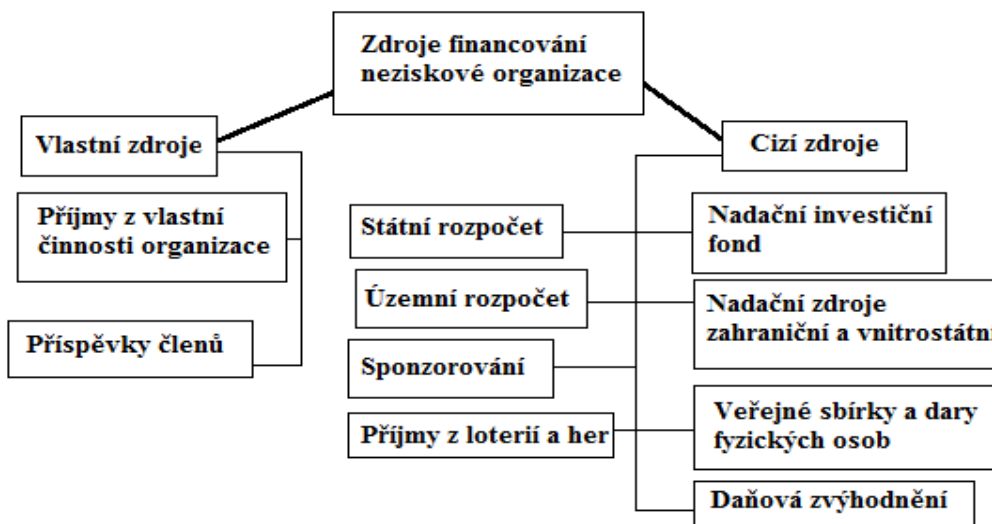 Zdroje financování
neziskové organizace
Vlastní zdroje
Příjmy z vlastní
činnosti organizace
Příspěvky členů
Cizí zdroje
Státní rozpočet
Územní rozpočet
Sponzorování
Příjmy z loterií a her
Nadační investiční
fond
Nadační zdroje
zahraniční a vnitrostátní
Veřejné sbírky a dary
fyzických osob
Daňová zvýhodnění